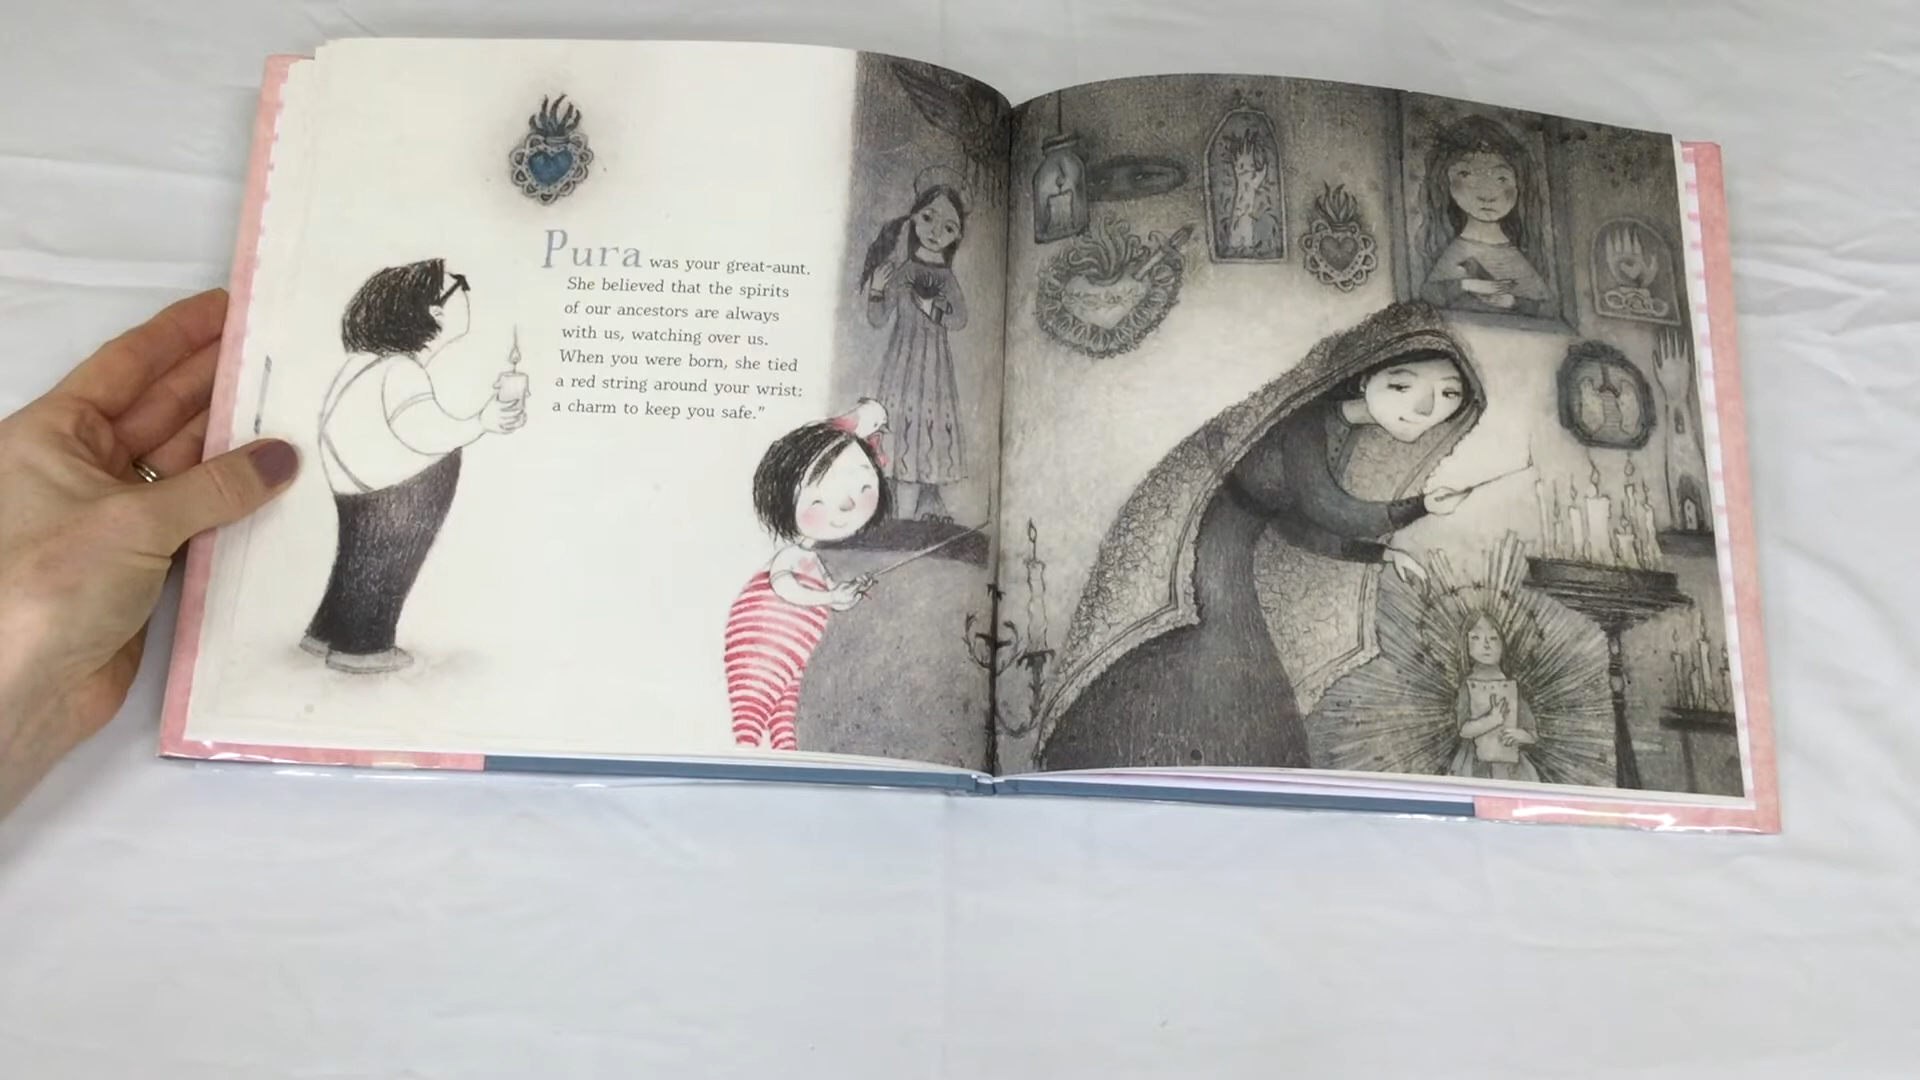 Pura was your great-aunt.
She believed that the spirits
of our ancestors are always
with us, watching over us.
When you were born, she tied
a red string around your wrist:
a charm to keep you safe.”